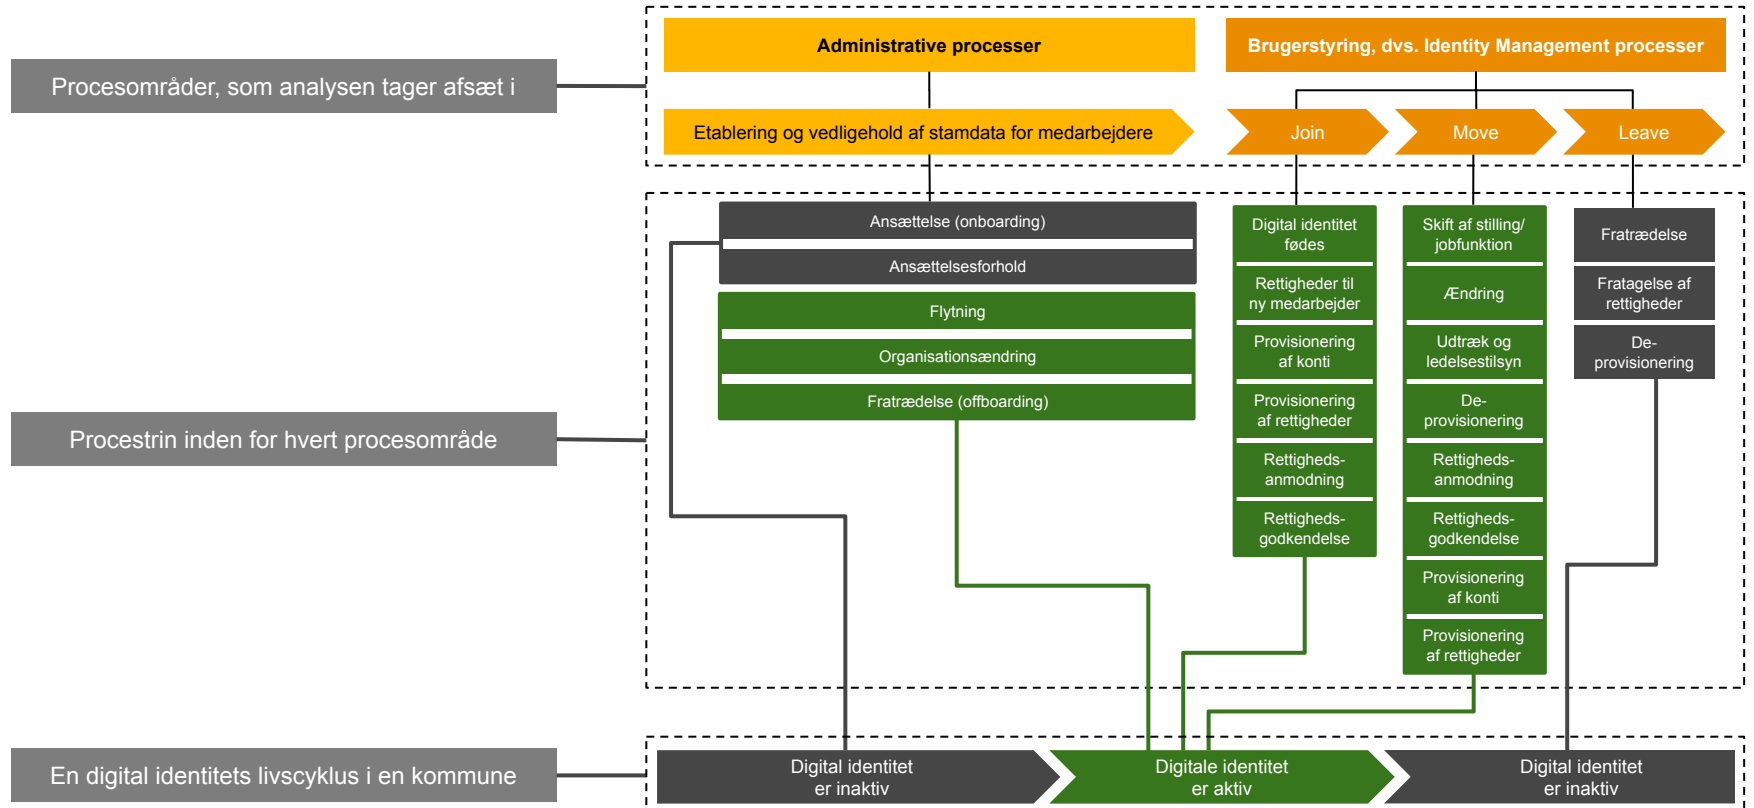 Administrative processer
Brugerstyring, dvs. Identity Management processer
Procesområder, som analysen tager afsæt i
Etablering og vedligehold af stamdata for medarbejdere
Join
Move
Leave
Ansættelse (onboarding)
Ansættelsesforhold
Flytning
Organisationsændring
Fratrædelse (offboarding)
Digital identitet
fødes
Rettigheder til
ny medarbejder
Provisionering
af konti
Provisionering
af rettigheder
Rettigheds-
anmodning
Rettigheds-
godkendelse
Skift af stilling/
jobfunktion
Ændring
Udtræk og
ledelsestilsyn
De-
provisionering
Rettigheds-
anmodning
Rettigheds-
godkendelse
Provisionering
af konti
Provisionering
af rettigheder
Fratrædelse
Fratagelse af
rettigheder
De-
provisionering
Procestrin inden for hvert procesområde
En digital identitets livscyklus i en kommune
Digital identitet
er inaktiv
Digitale identitet
er aktiv
Digital identitet
er inaktiv